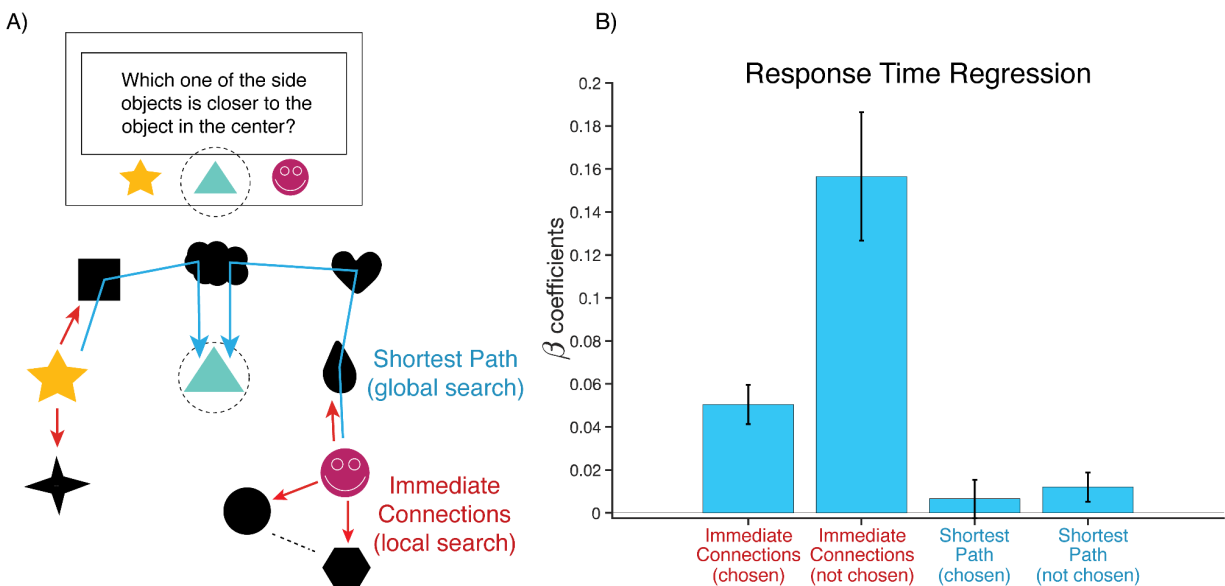 A)
Which one of the side
objects is closer to the
object in the center?
Shortest Path
(global search)
Immediate
Connections
(local search)
B)
Response Time Regression
β coefficients
0.2
0.18
0.16
0.14
0.12
0.1
0.08
0.06
0.04
0.02
0
Immediate
Connections
(chosen)
Immediate
Connections
(not chosen)
Shortest
Path
(chosen)
Shortest
Path
(not chosen)